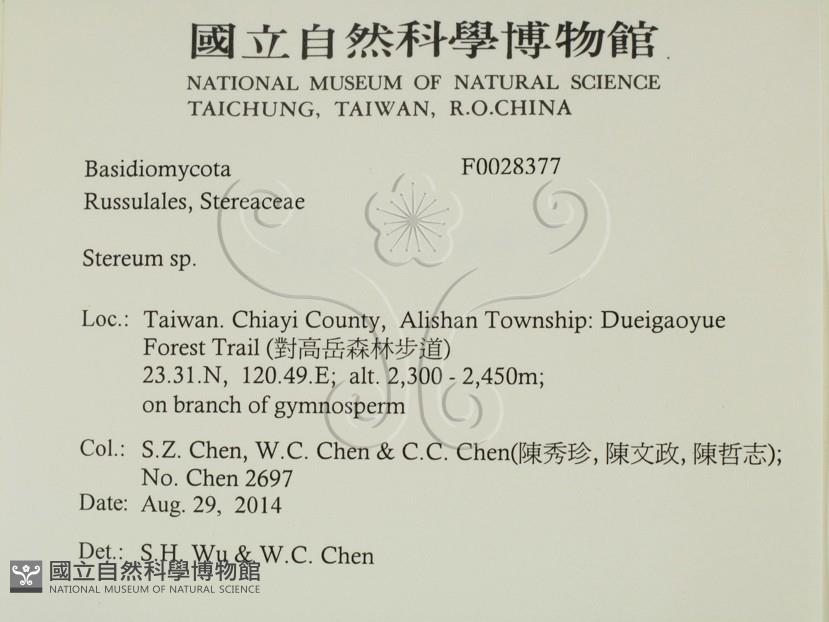 國立自然科學博物館
NATIONAL MUSEUM OF NATURAL SCIENCE
TAICHUNG, TAIWAN, R.O.CHINA
Basidiomycota F0028377
Russulales, Stereaceae
Stereum sp.
Loc.: Taiwan. Chiayi County, Alishan Township: Dueigaoyue
Forest Trail (對高岳森林步道)
23.31.N, 120.49.E; alt. 2,300 - 2,450m;
on branch of gymnosperm
Col.: S.Z. Chen, W.C. Chen & C.C. Chen(陳秀珍, 陳文政, 陳哲志);
No. Chen 2697
Date: Aug. 29, 2014
Det.: S.H. Wu & W.C. Chen
國立自然科學博物館
NATIONAL MUSEUM OF NATURAL SCIENCE